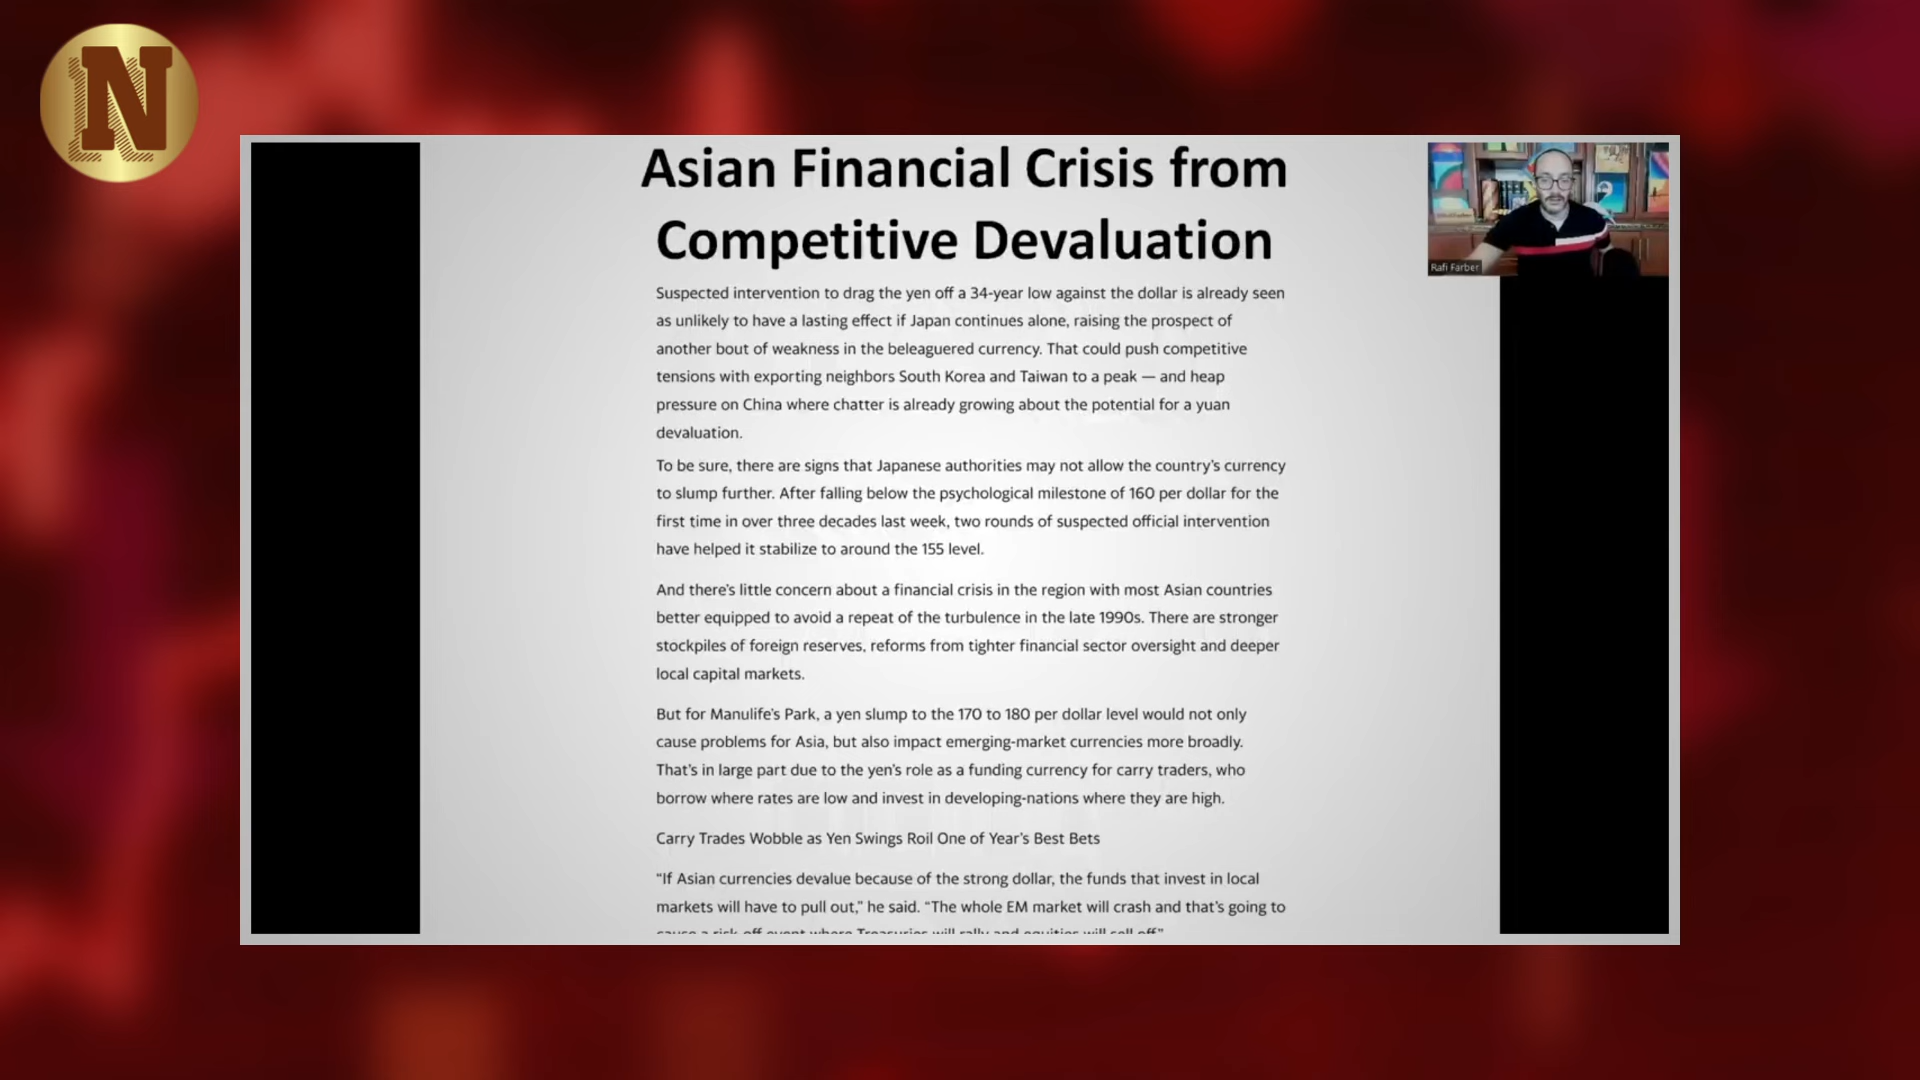 N
Asian Financial Crisis from
Competitive Devaluation
Rafi Farber
Suspected intervention to drag the yen off a 34-year low against the dollar is already seen
as unlikely to have a lasting effect if Japan continues alone, raising the prospect of
another bout of weakness in the beleaguered currency. That could push competitive
tensions with exporting neighbors South Korea and Taiwan to a peak — and heap
pressure on China where chatter is already growing about the potential for a yuan
devaluation.
To be sure, there are signs that Japanese authorities may not allow the country's currency
to slump further. After falling below the psychological milestone of 160 per dollar for the
first time in over three decades last week, two rounds of suspected official intervention
have helped it stabilize to around the 155 level.
And there's little concern about a financial crisis in the region with most Asian countries
better equipped to avoid a repeat of the turbulence in the late 1990s. There are stronger
stockpiles of foreign reserves, reforms from tighter financial sector oversight and deeper
local capital markets.
But for Manulife's Park, a yen slump to the 170 to 180 per dollar level would not only
cause problems for Asia, but also impact emerging-market currencies more broadly.
That's in large part due to the yen's role as a funding currency for carry traders, who
borrow where rates are low and invest in developing-nations where they are high.
Carry Trades Wobble as Yen Swings Roil One of Year's Best Bets
"If Asian currencies devalue because of the strong dollar, the funds that invest in local
markets will have to pull out," he said. "The whole EM market will crash and that's going to
cause a risk-off event where Treasuries will rally and equities will sell off."